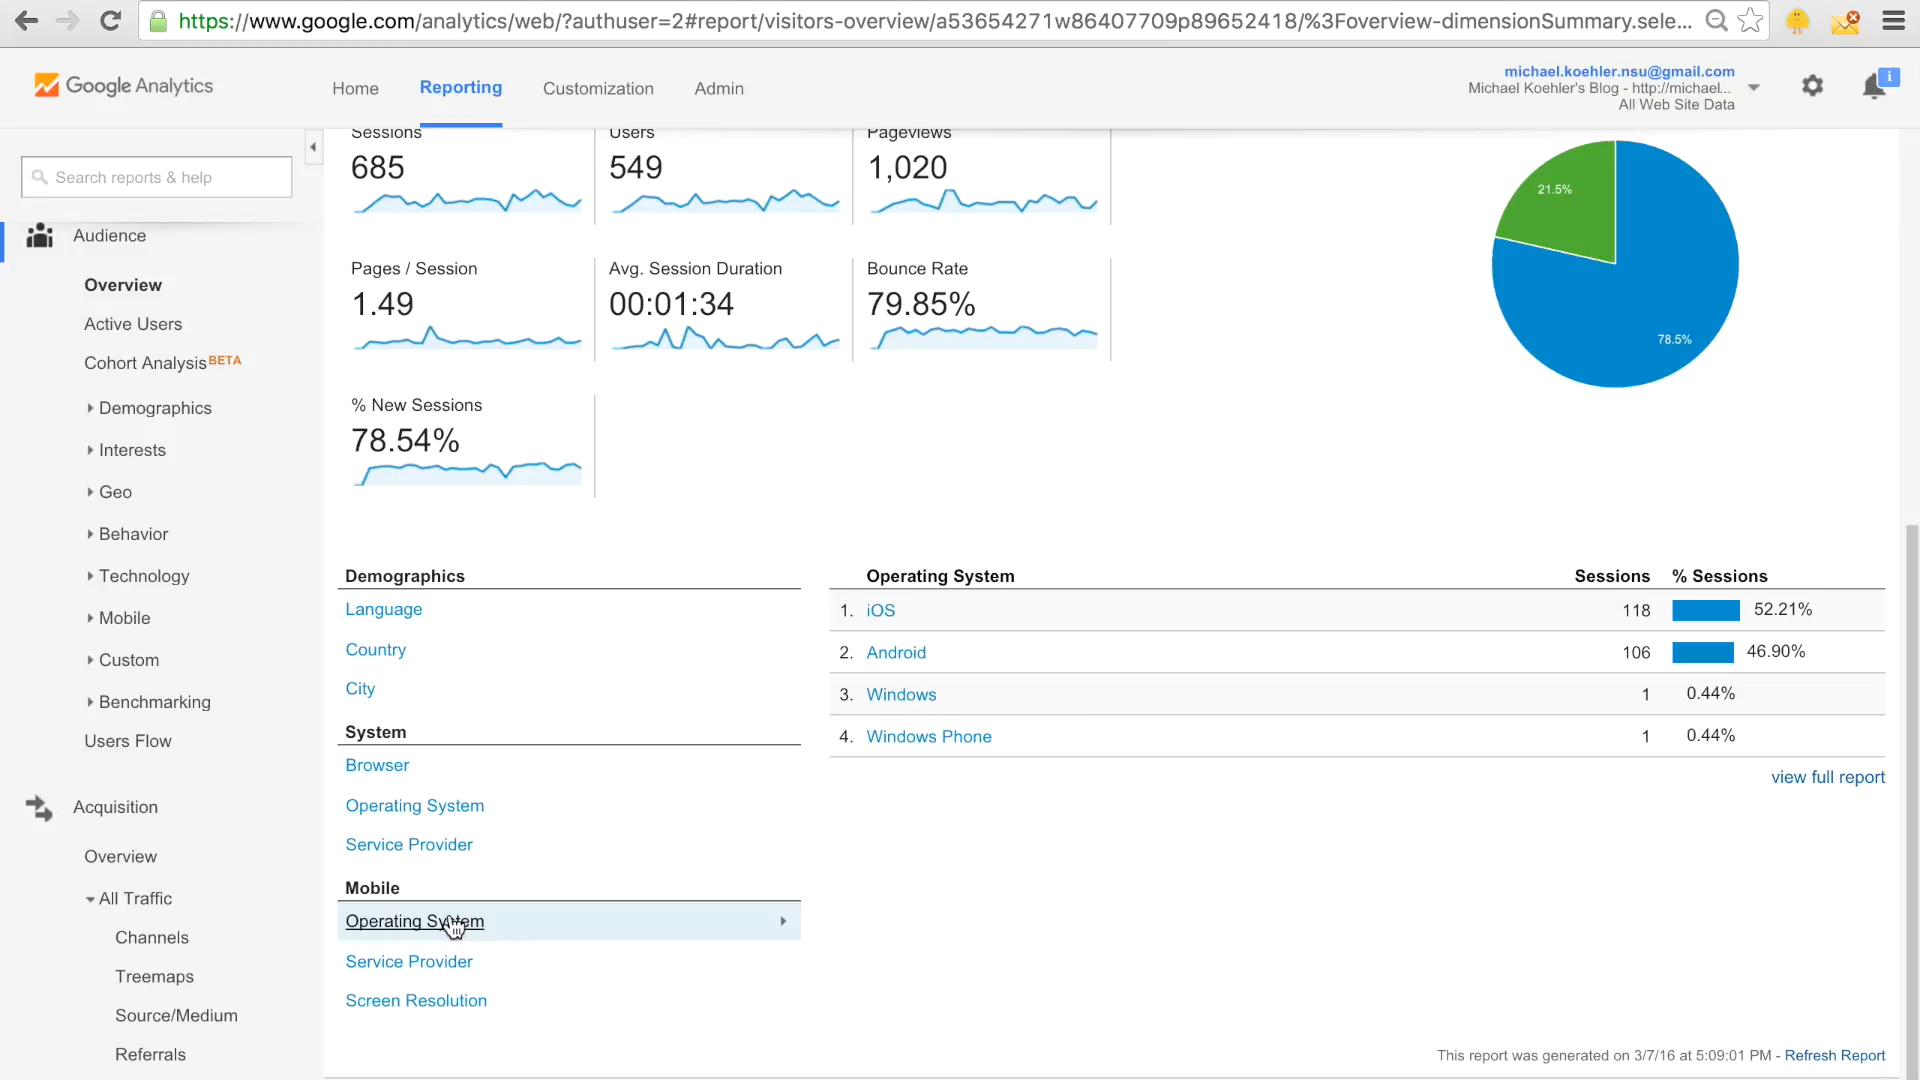 https://www.google.com/analytics/web/?authuser=2#report/visitors-overview/a53654271w86407709p89652418/%3Foverview-dimensionSummary.sele...
Google Analytics
Home
Reporting
Customization
Admin
michael.koehler.nsu@gmail.com
Michael Koehler's Blog - http://michael...
All Web Site Data
i
Search reports & help
Audience
Overview
Active Users
Cohort Analysis BETA
Demographics
Interests
Geo
Behavior
Technology
Mobile
Custom
Benchmarking
Users Flow
Acquisition
Overview
All Traffic
Channels
Treemaps
Source/Medium
Referrals
Sessions
685
Users
549
Pageviews
1,020
Pages / Session
1.49
Avg. Session Duration
00:01:34
Bounce Rate
79.85%
% New Sessions
78.54%
21.5%
78.5%
Demographics
Language
Country
City
System
Browser
Operating System
Service Provider
Mobile
Operating System
Service Provider
Screen Resolution
Operating System Sessions % Sessions
1. iOS 118 52.21%
2. Android 106 46.90%
3. Windows 1 0.44%
4. Windows Phone 1 0.44%
view full report
This report was generated on 3/7/16 at 5:09:01 PM - Refresh Report